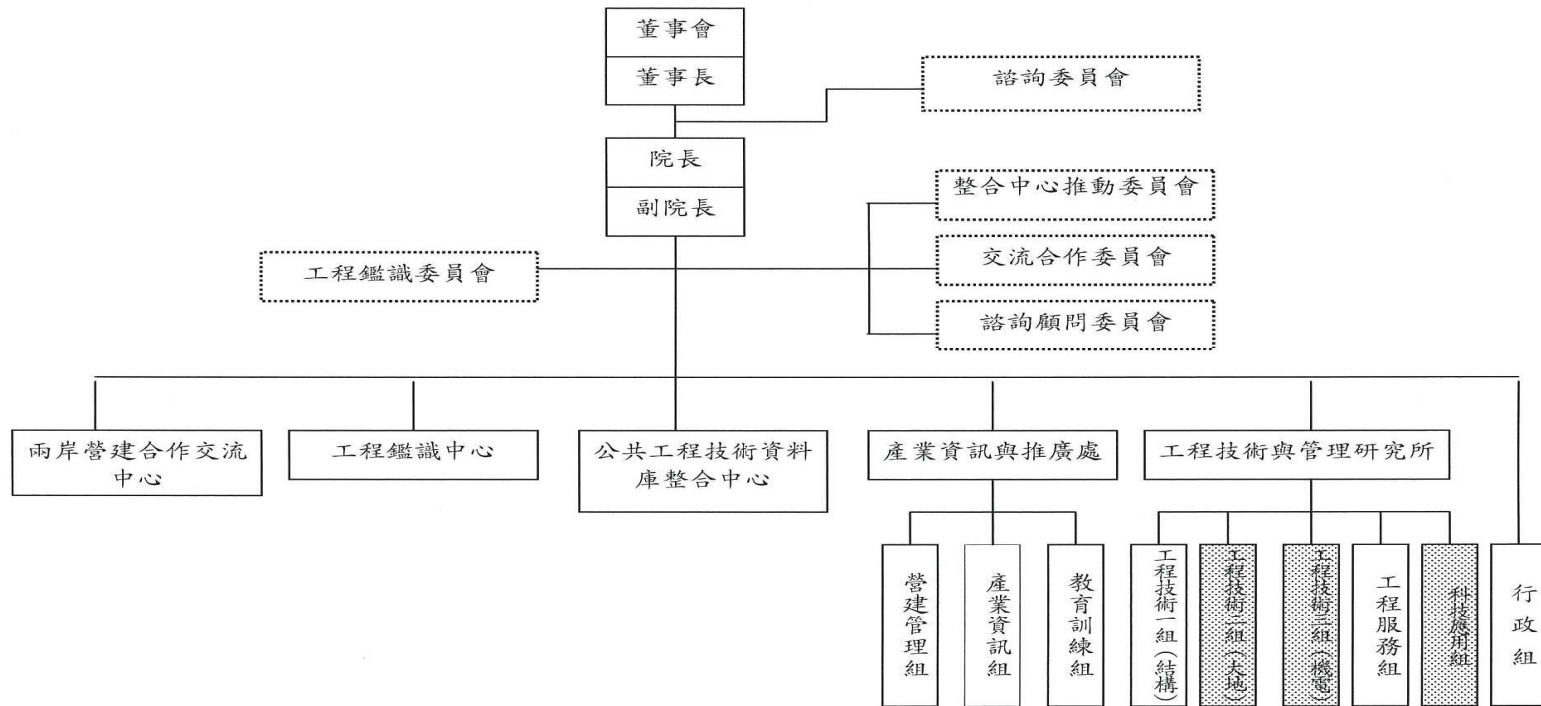 董事會
董事長
諮詢委員會
院長
副院長
整合中心推動委員會
工程鑑識委員會
交流合作委員會
諮詢顧問委員會
兩岸營建合作交流
中心
工程鑑識中心
公共工程技術資料
庫整合中心
產業資訊與推廣處
工程技術與管理研究所
營建管理組
產業資訊組
教育訓練組
工程技術一組(結構)
工程技術二組(大地)
工程技術三組(機電)
工程服務組
科技應用組
行政組